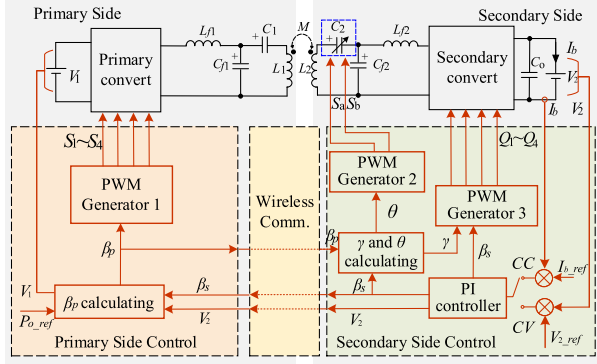 Primary Side
Secondary Side
Lf1
C1
M
C2
Lf2
V1
Primary
convert
Cf1
L1
L2
Cf2
Secondary
convert
Co
Ib
V2
Sa Sb
Ib
V2
S1~S4
Q1~Q4
PWM
Generator 1
Wireless
Comm.
PWM
Generator 2
PWM
Generator 3
θ
βp
βp
γ and θ
calculating
γ
βs
CC
Ib_ref
V1
βp calculating
βs
βs
PI
controller
Po_ref
V2
V2
CV
V2_ref
Primary Side Control
Secondary Side Control